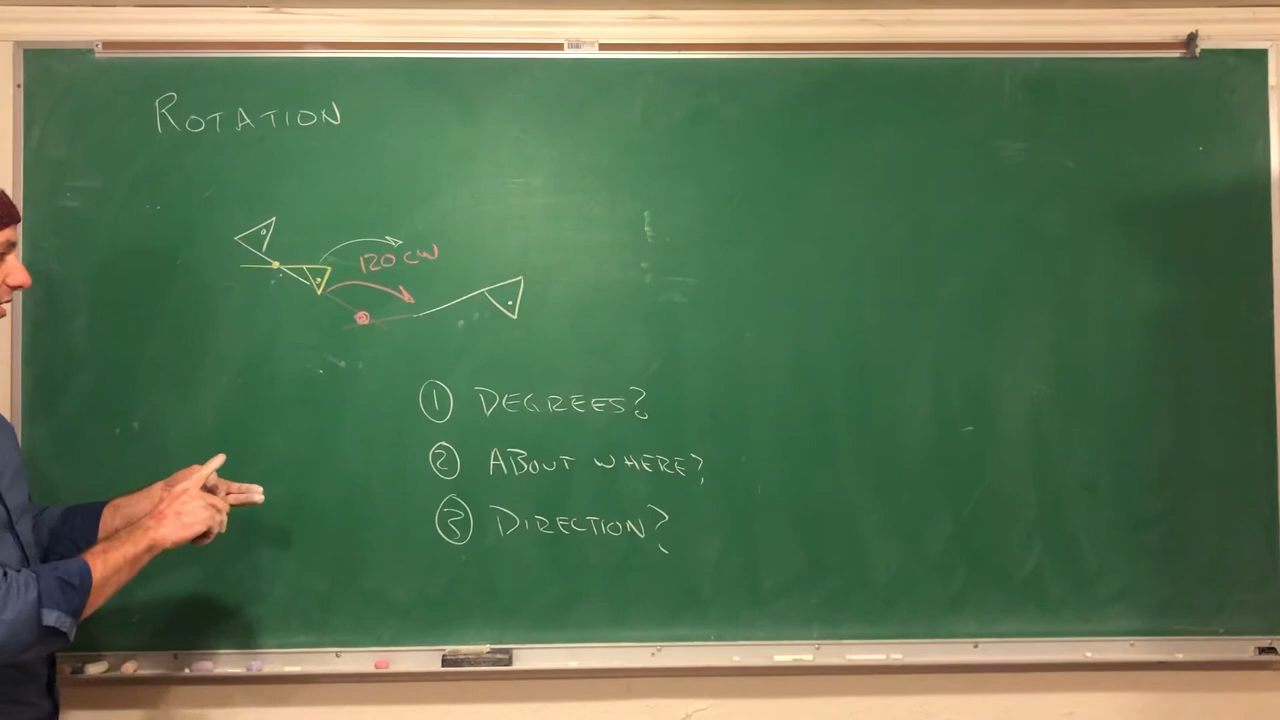 ROTATION
120 CW
① DEGREES?
② ABOUT WHERE?
③ DIRECTION?